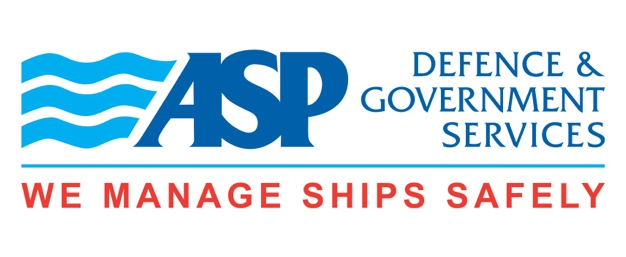 ASP
DEFENCE &
GOVERNMENT
SERVICES
WE MANAGE SHIPS SAFELY